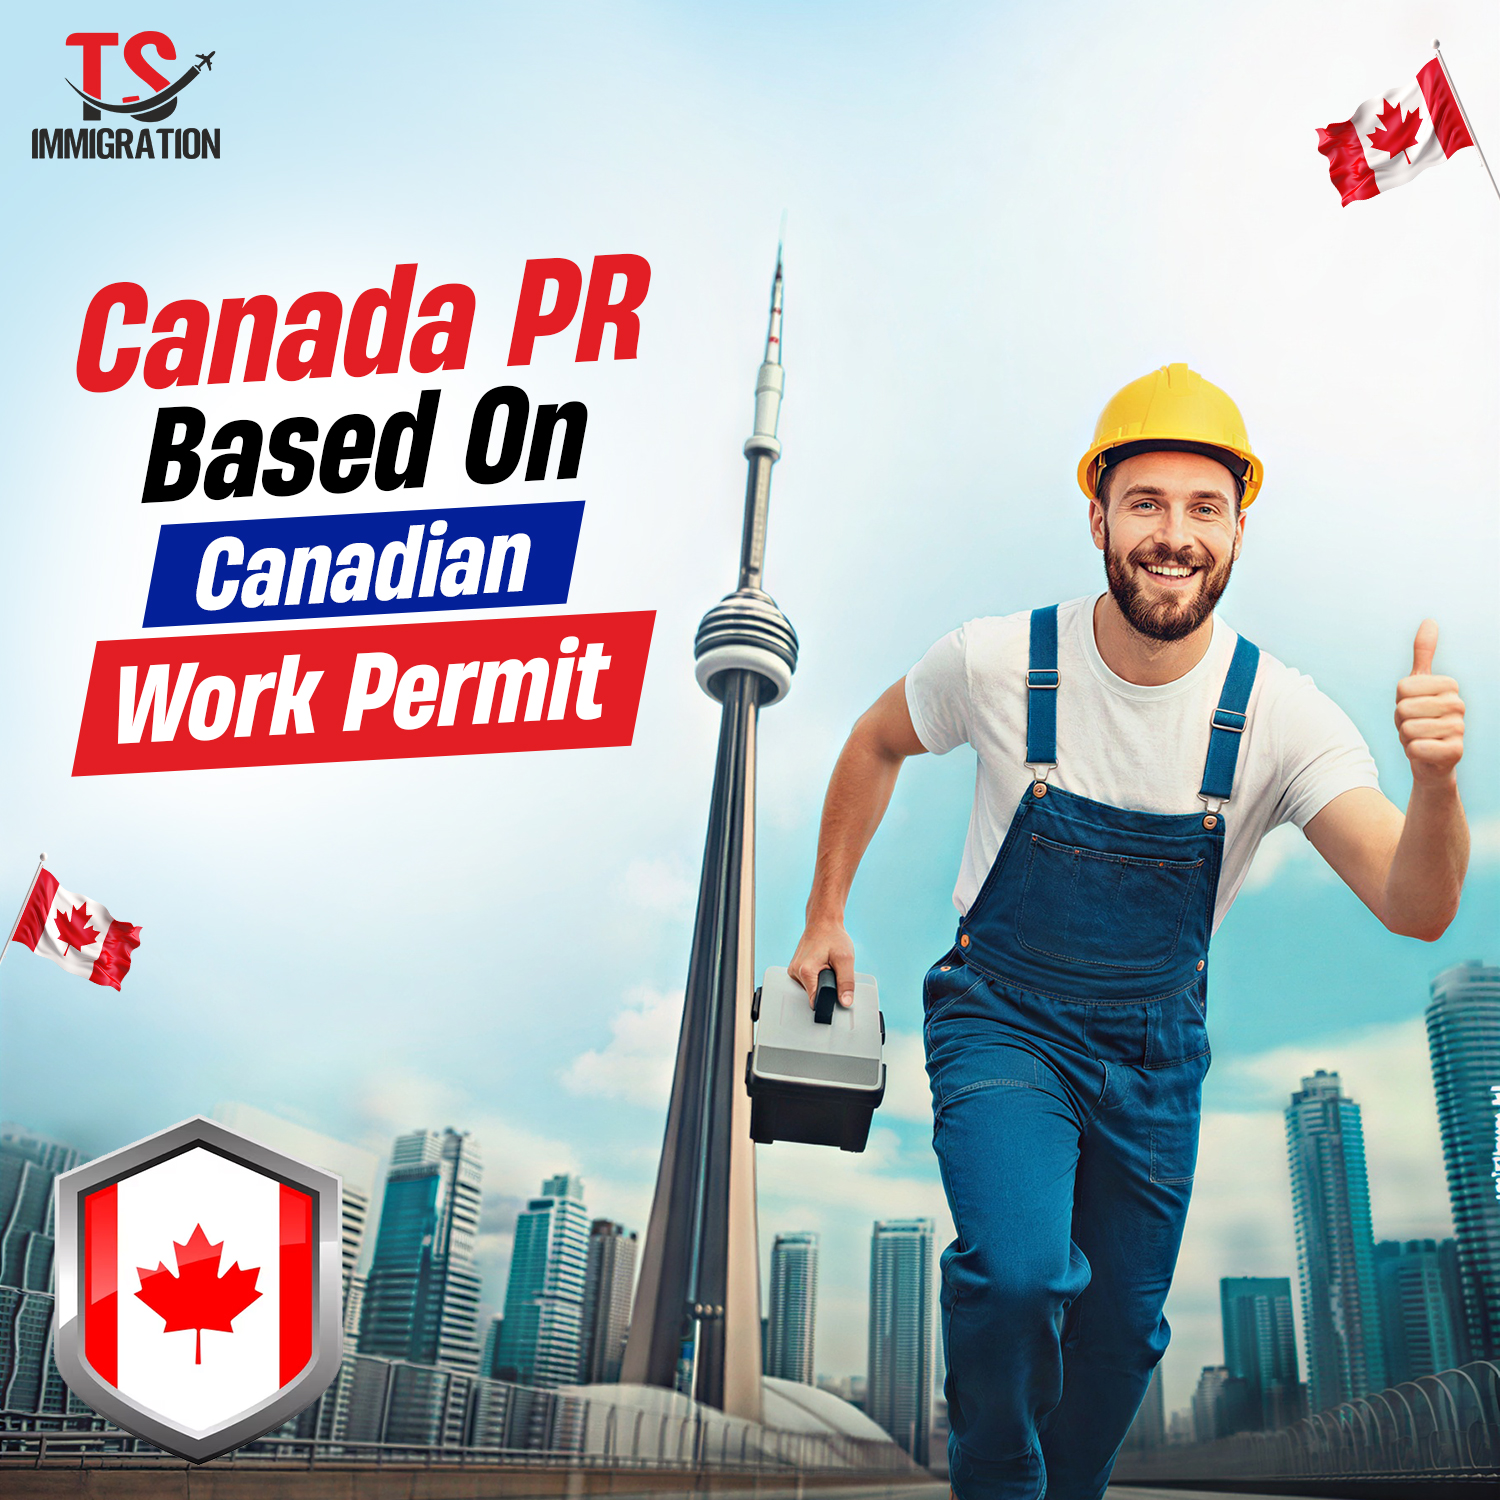 TS
IMMIGRATION
Canada PR
Based On
Canadian
Work Permit